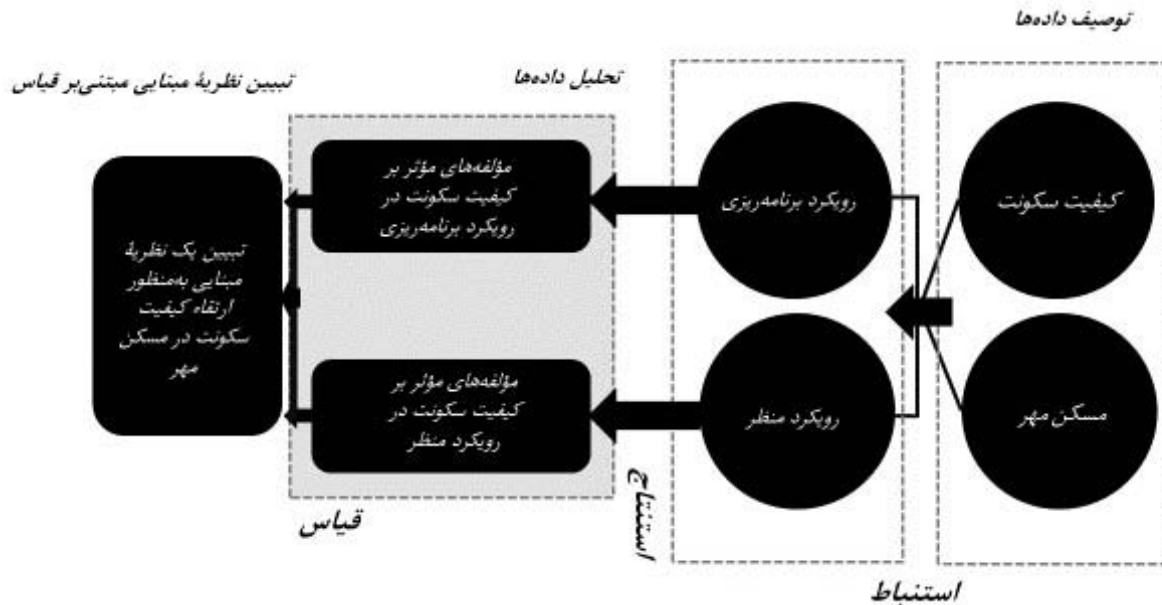 توصیف داده‌ها
کیفیت سکونت
مسکن مهر
استنباط
رویکرد برنامه‌ریزی
رویکرد منظر
استنتاج
تحلیل داده‌ها
مؤلفه‌های مؤثر بر
کیفیت سکونت در
رویکرد برنامه‌ریزی
مؤلفه‌های مؤثر بر
کیفیت سکونت در
رویکرد منظر
قیاس
تبیین نظریهٔ مبنایی مبتنی‌بر قیاس
تبیین یک نظریهٔ
مبنایی به‌منظور
ارتقاء کیفیت
سکونت در مسکن
مهر